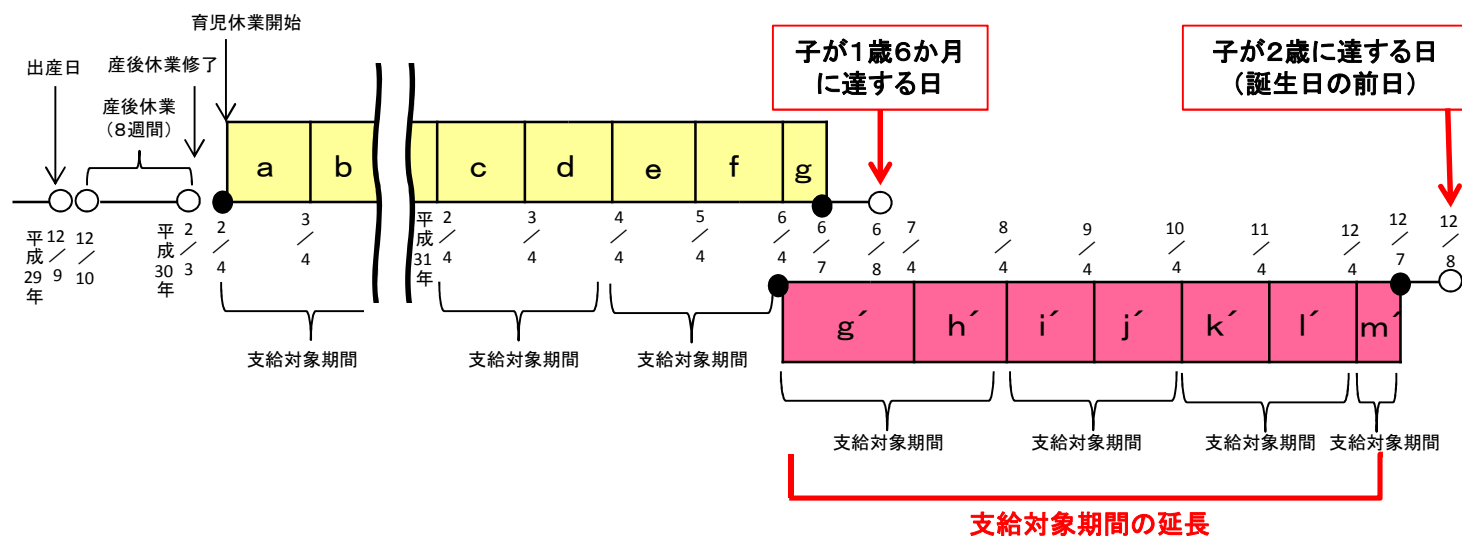 育児休業開始
出産日
産後休業修了
産後休業
（8週間）
子が1歳6か月
に達する日
子が2歳に達する日
（誕生日の前日）
a b c d e f g
平成29年
12/9
12/10
平成30年
2/3
2/4
3/4
平成31年
2/4
3/4
4/4
5/4
6/4
6/7
6/8
7/4
8/4
9/4
10/4
11/4
12/4
12/7
12/8
g´ h´ i´ j´ k´ l´ m´
支給対象期間
支給対象期間
支給対象期間
支給対象期間
支給対象期間
支給対象期間
支給対象期間
支給対象期間の延長